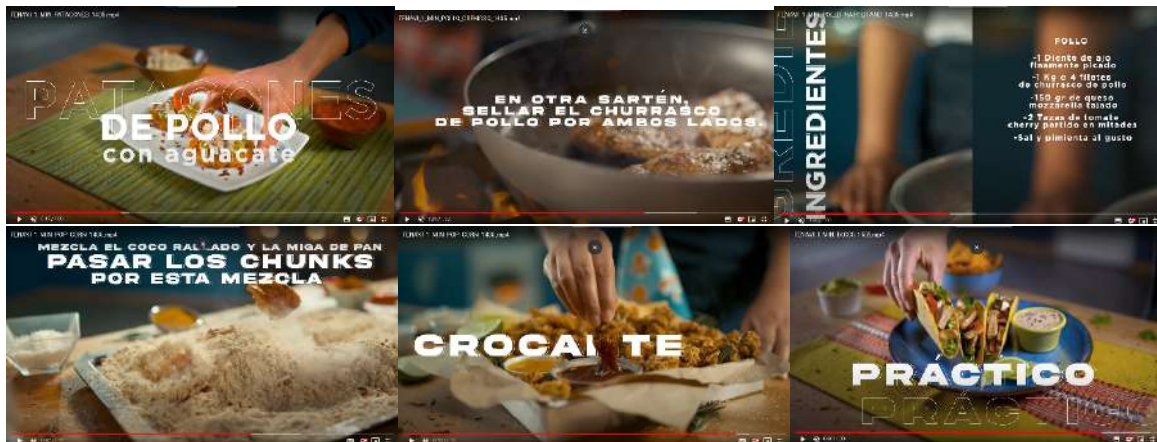 PATACONES
DE POLLO
con aguacate
EN OTRA SARTÉN,
SELLAR EL CHURRASCO
DE POLLO POR AMBOS LADOS.
INGREDIENTES
POLLO
-1 Diente de ajo
finamente picado
-1 Kg o 4 filetes
de churrasco de pollo
-150 gr de queso
mozzarella tajado
-2 Tazas de tomate
cherry partido en mitades
-Sal y pimienta al gusto
MEZCLA EL COCO RALLADO Y LA MIGA DE PAN
PASAR LOS CHUNKS
POR ESTA MEZCLA
CROCANTE
PRÁCTICO
PRÁCTICO